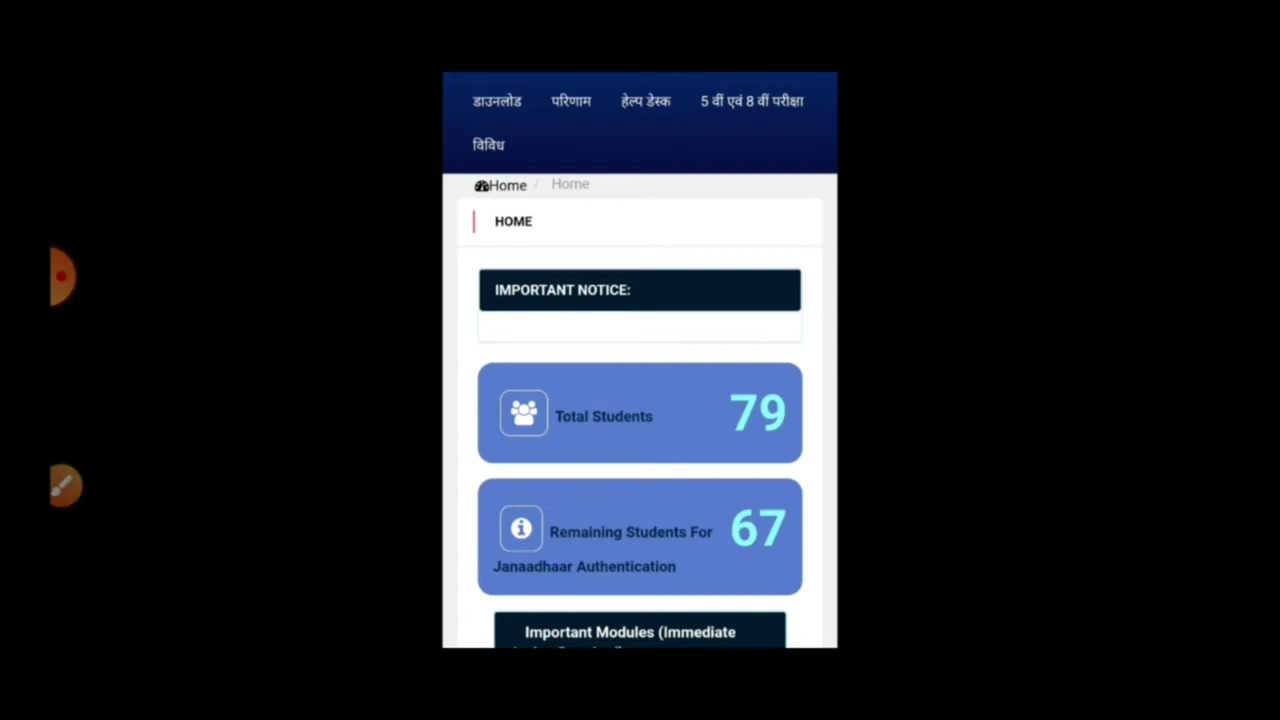 डाउनलोड परिणाम हेल्प डेस्क 5 वीं एवं 8 वीं परीक्षा
विविध
Home / Home
HOME
IMPORTANT NOTICE:
Total Students 79
Remaining Students For 67
Janaadhaar Authentication
Important Modules (Immediate